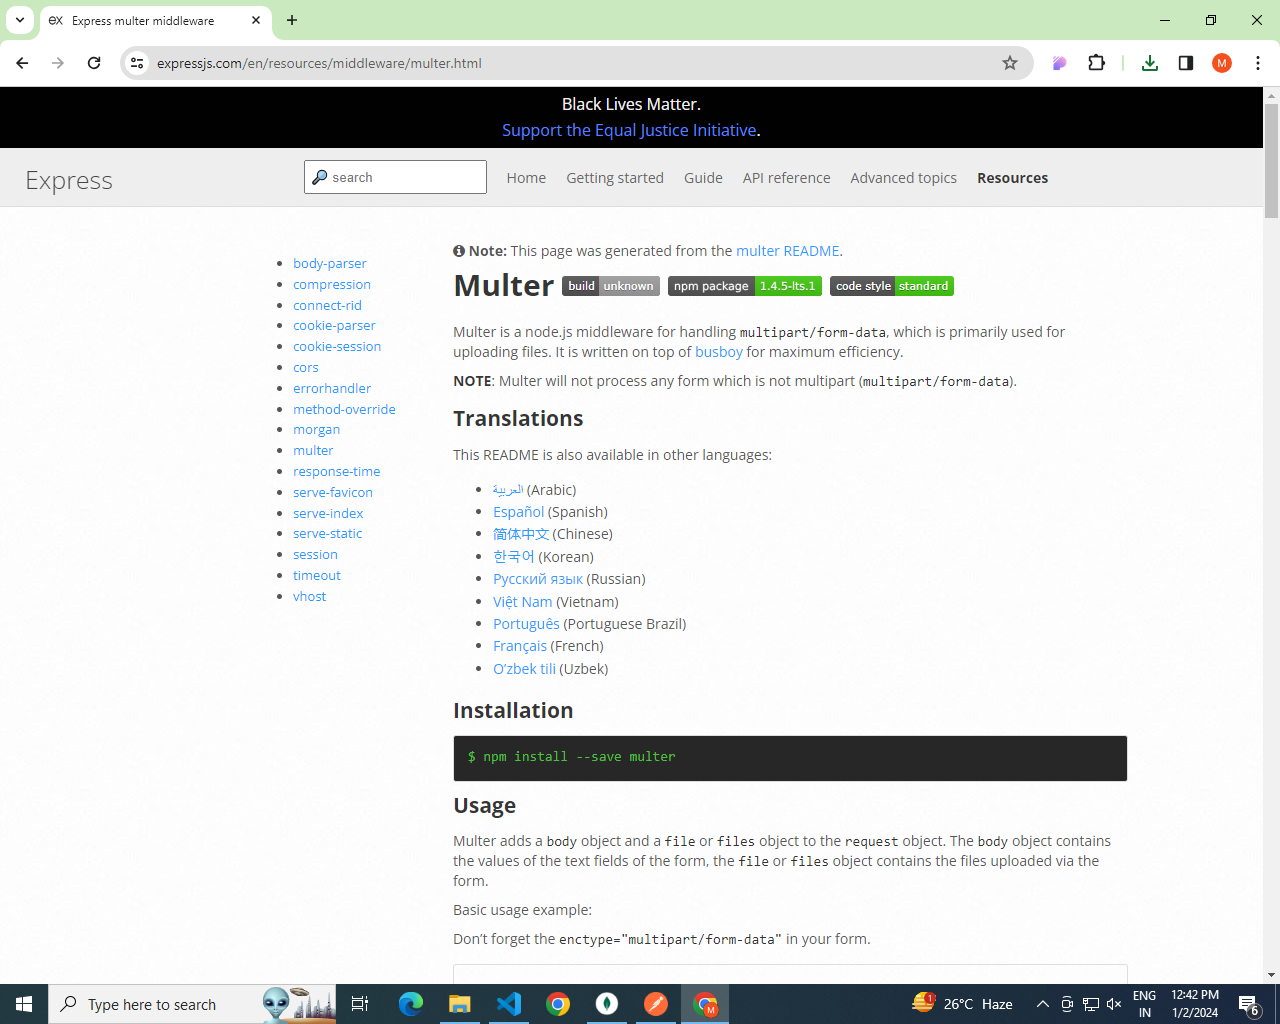 Express multer middleware
expressjs.com/en/resources/middleware/multer.html
M
Black Lives Matter.
Support the Equal Justice Initiative.
Express
search
Home
Getting started
Guide
API reference
Advanced topics
Resources
body-parser
compression
connect-rid
cookie-parser
cookie-session
cors
errorhandler
method-override
morgan
multer
response-time
serve-favicon
serve-index
serve-static
session
timeout
vhost
Note: This page was generated from the multer README.
Multer
build unknown
npm package 1.4.5-lts.1
code style standard
Multer is a node.js middleware for handling multipart/form-data, which is primarily used for
uploading files. It is written on top of busboy for maximum efficiency.
NOTE: Multer will not process any form which is not multipart (multipart/form-data).
Translations
This README is also available in other languages:
العربية (Arabic)
Español (Spanish)
简体中文 (Chinese)
한국어 (Korean)
Русский язык (Russian)
Việt Nam (Vietnam)
Português (Portuguese Brazil)
Français (French)
O’zbek tili (Uzbek)
Installation
$ npm install --save multer
Usage
Multer adds a body object and a file or files object to the request object. The body object contains
the values of the text fields of the form, the file or files object contains the files uploaded via the
form.
Basic usage example:
Don’t forget the enctype="multipart/form-data" in your form.
Type here to search
M
1
26°C Haze
ENG
IN
12:42 PM
1/2/2024
6